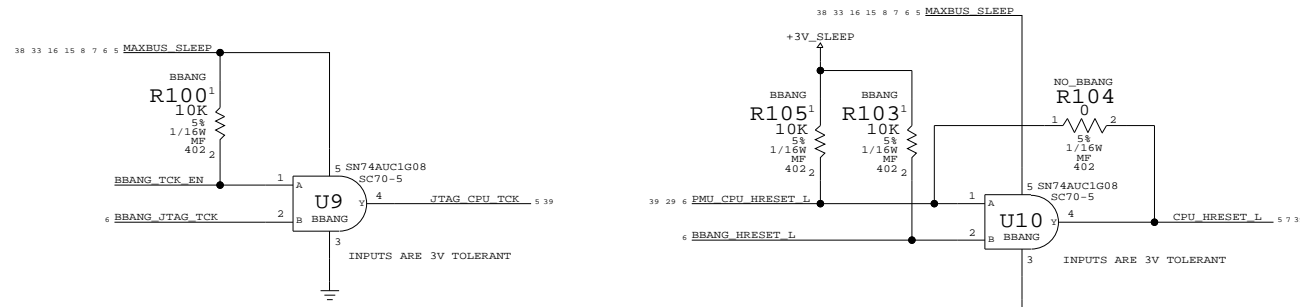 38 33 16 15 8 7 6 5 MAXBUS_SLEEP
BBANG
R100 1
10K
5%
1/16W
MF
402 2
5 SN74AUC1G08
SC70-5
BBANG_TCK_EN 1 A
U9
Y 4 JTAG_CPU_TCK 5 39
6 BBANG_JTAG_TCK 2 B
BBANG
3
INPUTS ARE 3V TOLERANT
38 33 16 15 8 7 6 5 MAXBUS_SLEEP
+3V_SLEEP
BBANG
R105 1
10K
5%
1/16W
MF
402 2
BBANG
R103 1
10K
5%
1/16W
MF
402 2
NO_BBANG
R104
0
1 2
5%
1/16W
MF
402
5 SN74AUC1G08
SC70-5
39 29 6 PMU_CPU_HRESET_L 1 A
U10
Y 4 CPU_HRESET_L 5 7 3
6 BBANG_HRESET_L 2 B
BBANG
3
INPUTS ARE 3V TOLERANT